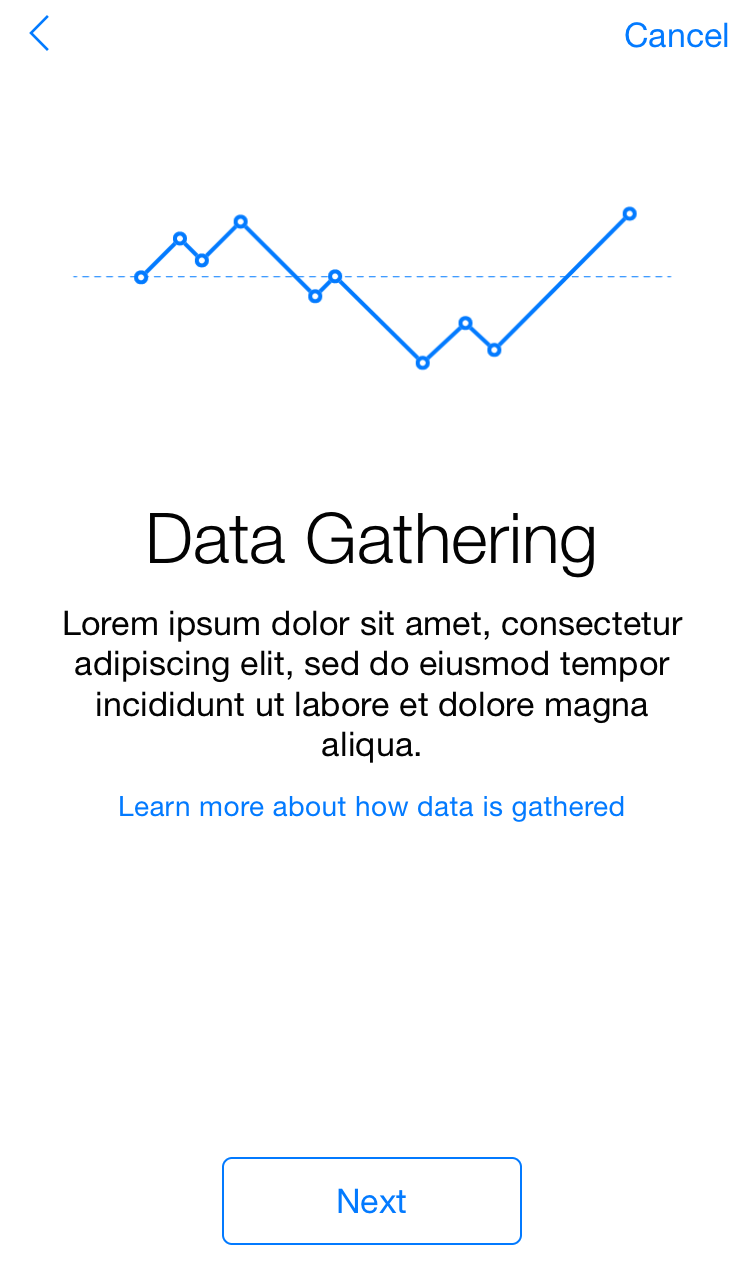 Cancel
Data Gathering
Lorem ipsum dolor sit amet, consectetur
adipiscing elit, sed do eiusmod tempor
incididunt ut labore et dolore magna
aliqua.
Learn more about how data is gathered
Next